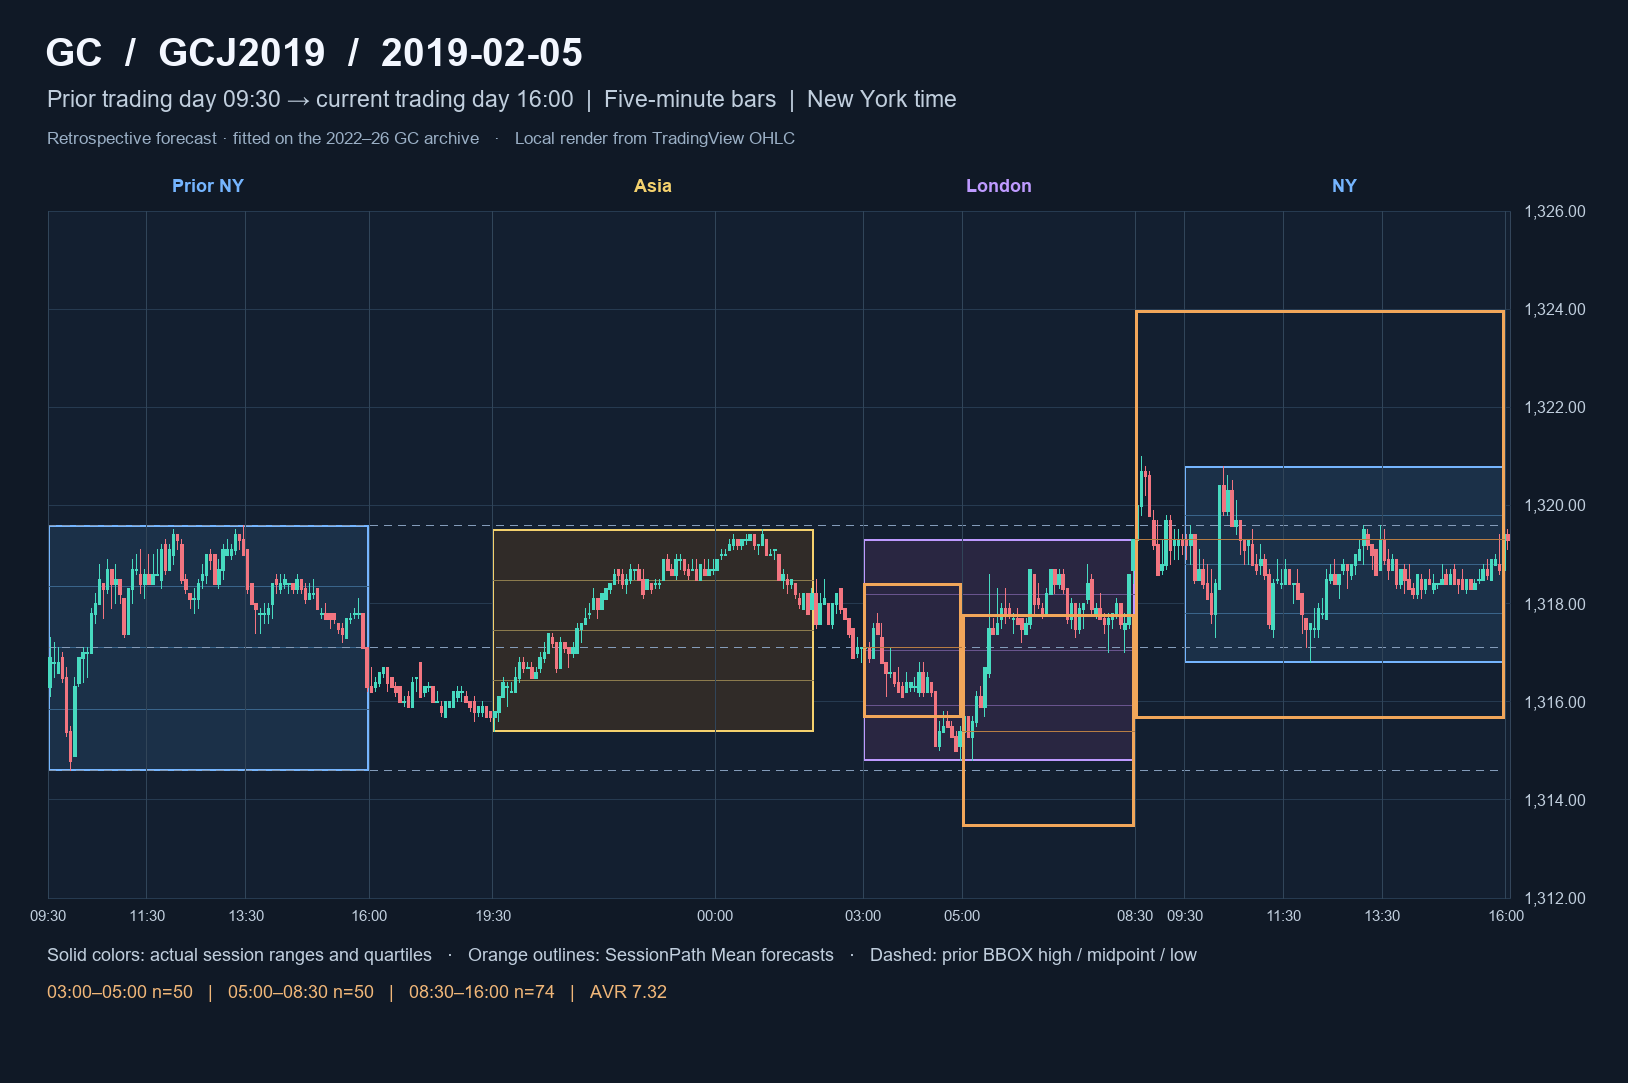 GC / GCJ2019 / 2019-02-05
Prior trading day 09:30 → current trading day 16:00 | Five-minute bars | New York time
Retrospective forecast · fitted on the 2022–26 GC archive · Local render from TradingView OHLC
Prior NY Asia London NY
1,326.00
1,324.00
1,322.00
1,320.00
1,318.00
1,316.00
1,314.00
1,312.00
09:30 11:30 13:30 16:00 19:30 00:00 03:00 05:00 08:30 09:30 11:30 13:30 16:00
Solid colors: actual session ranges and quartiles · Orange outlines: SessionPath Mean forecasts · Dashed: prior BBOX high / midpoint / low
03:00–05:00 n=50 | 05:00–08:30 n=50 | 08:30–16:00 n=74 | AVR 7.32